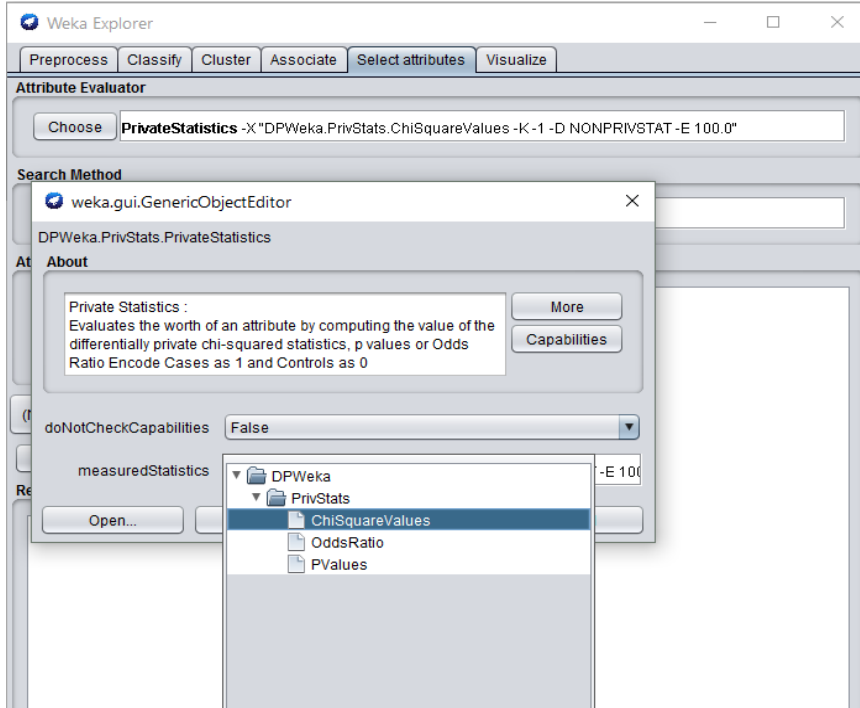 Weka Explorer
Preprocess Classify Cluster Associate Select attributes Visualize
Attribute Evaluator
Choose PrivateStatistics -X "DPWeka.PrivStats.ChiSquareValues -K -1 -D NONPRIVSTAT -E 100.0"
Search Method
weka.gui.GenericObjectEditor
DPWeka.PrivStats.PrivateStatistics
At About
Private Statistics :
Evaluates the worth of an attribute by computing the value of the
differentially private chi-squared statistics, p values or Odds
Ratio Encode Cases as 1 and Controls as 0
More
Capabilities
doNotCheckCapabilities False
measuredStatistics -E 100
DPWeka
PrivStats
Re
Open...
ChiSquareValues
OddsRatio
PValues